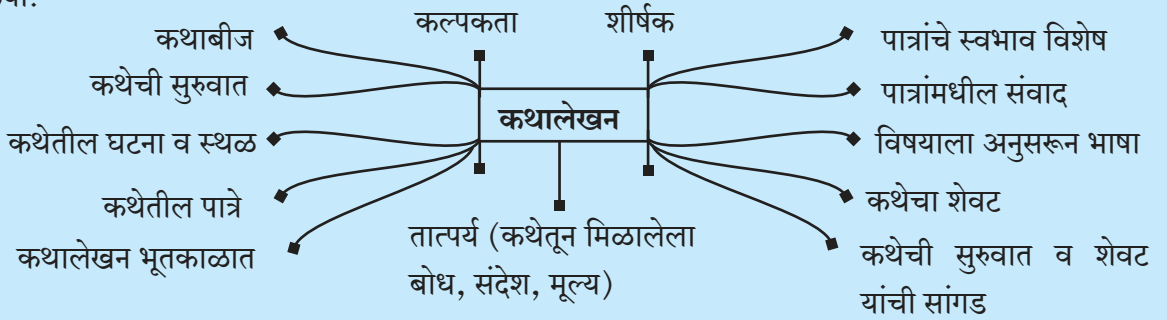 कल्पकता
शीर्षक
कथाबीज
कथेची सुरुवात
कथेतील घटना व स्थळ
कथेतील पात्रे
कथालेखन भूतकाळात
कथालेखन
तात्पर्य (कथेतून मिळालेला
बोध, संदेश, मूल्य)
पात्रांचे स्वभाव विशेष
पात्रांमधील संवाद
विषयाला अनुसरून भाषा
कथेचा शेवट
कथेची सुरुवात व शेवट
यांची सांगड